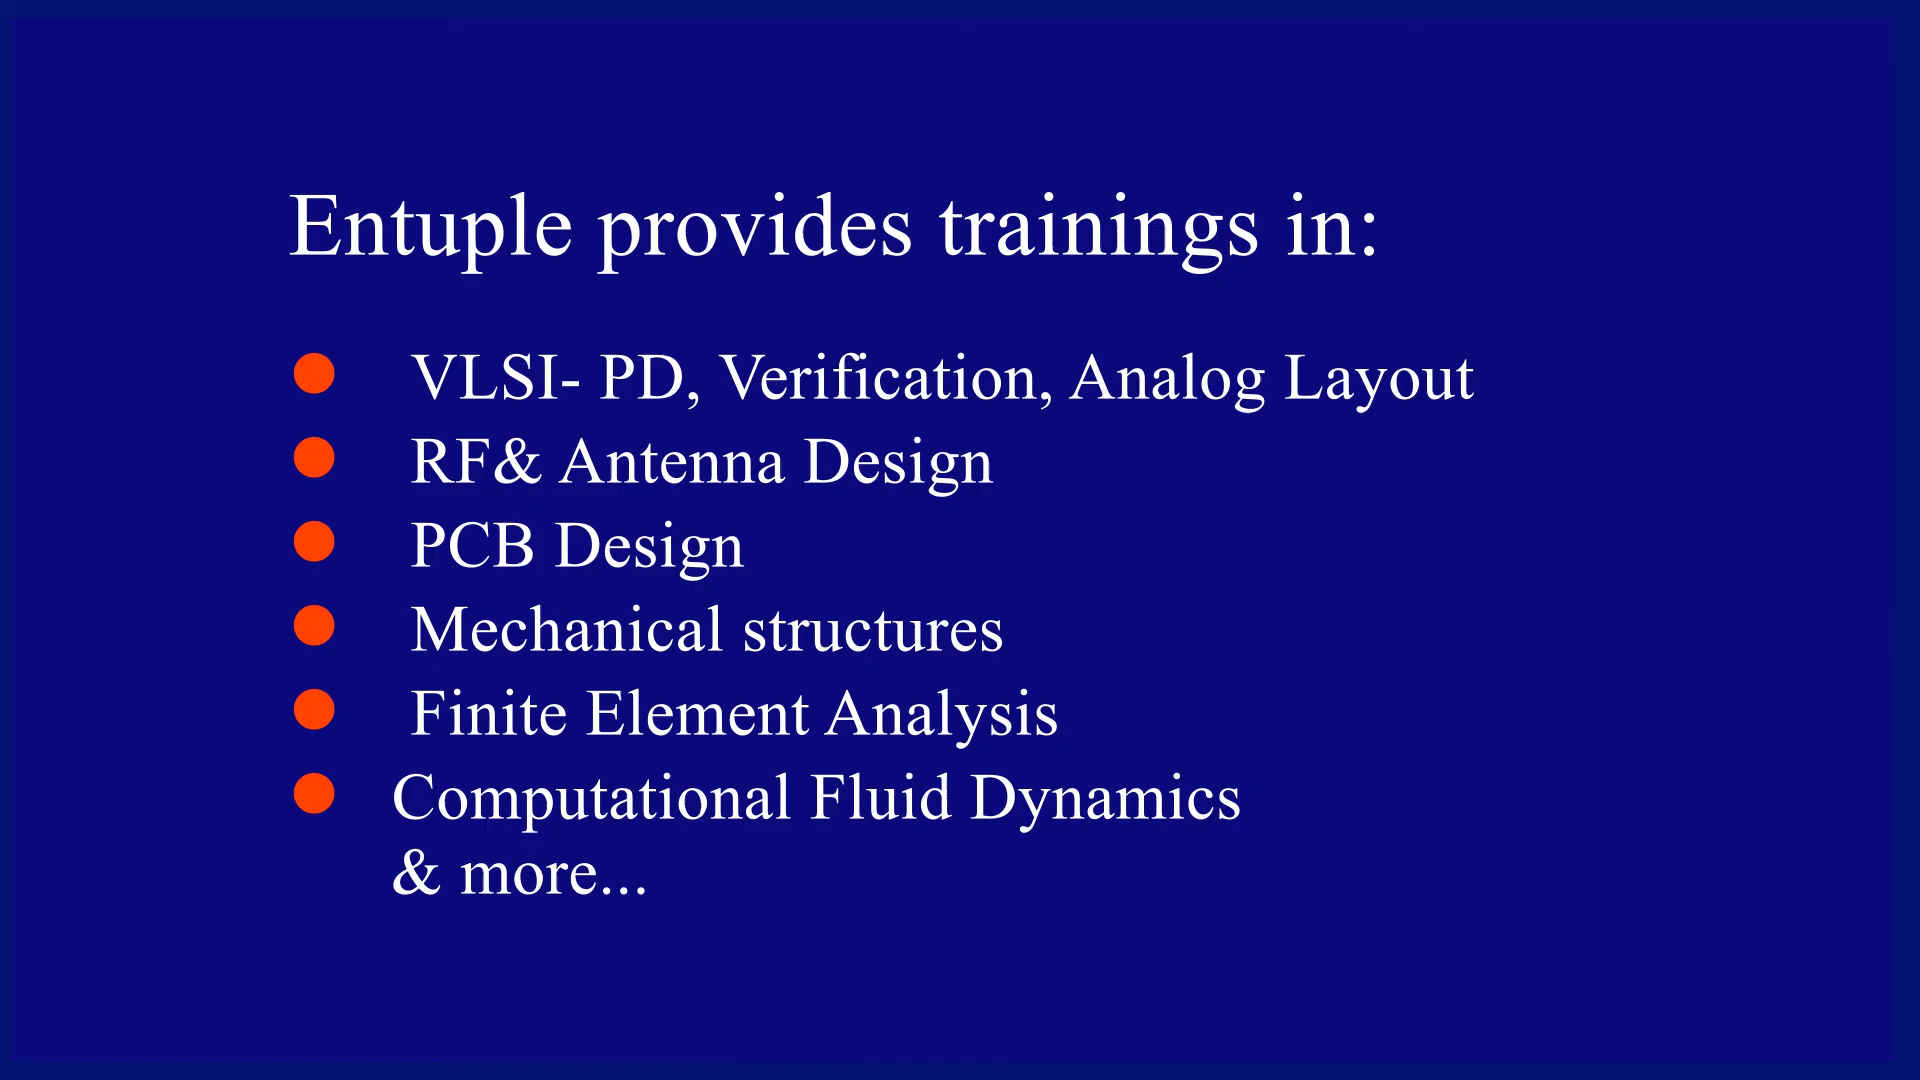 Entuple provides trainings in:
VLSI- PD, Verification, Analog Layout
RF& Antenna Design
PCB Design
Mechanical structures
Finite Element Analysis
Computational Fluid Dynamics
& more...